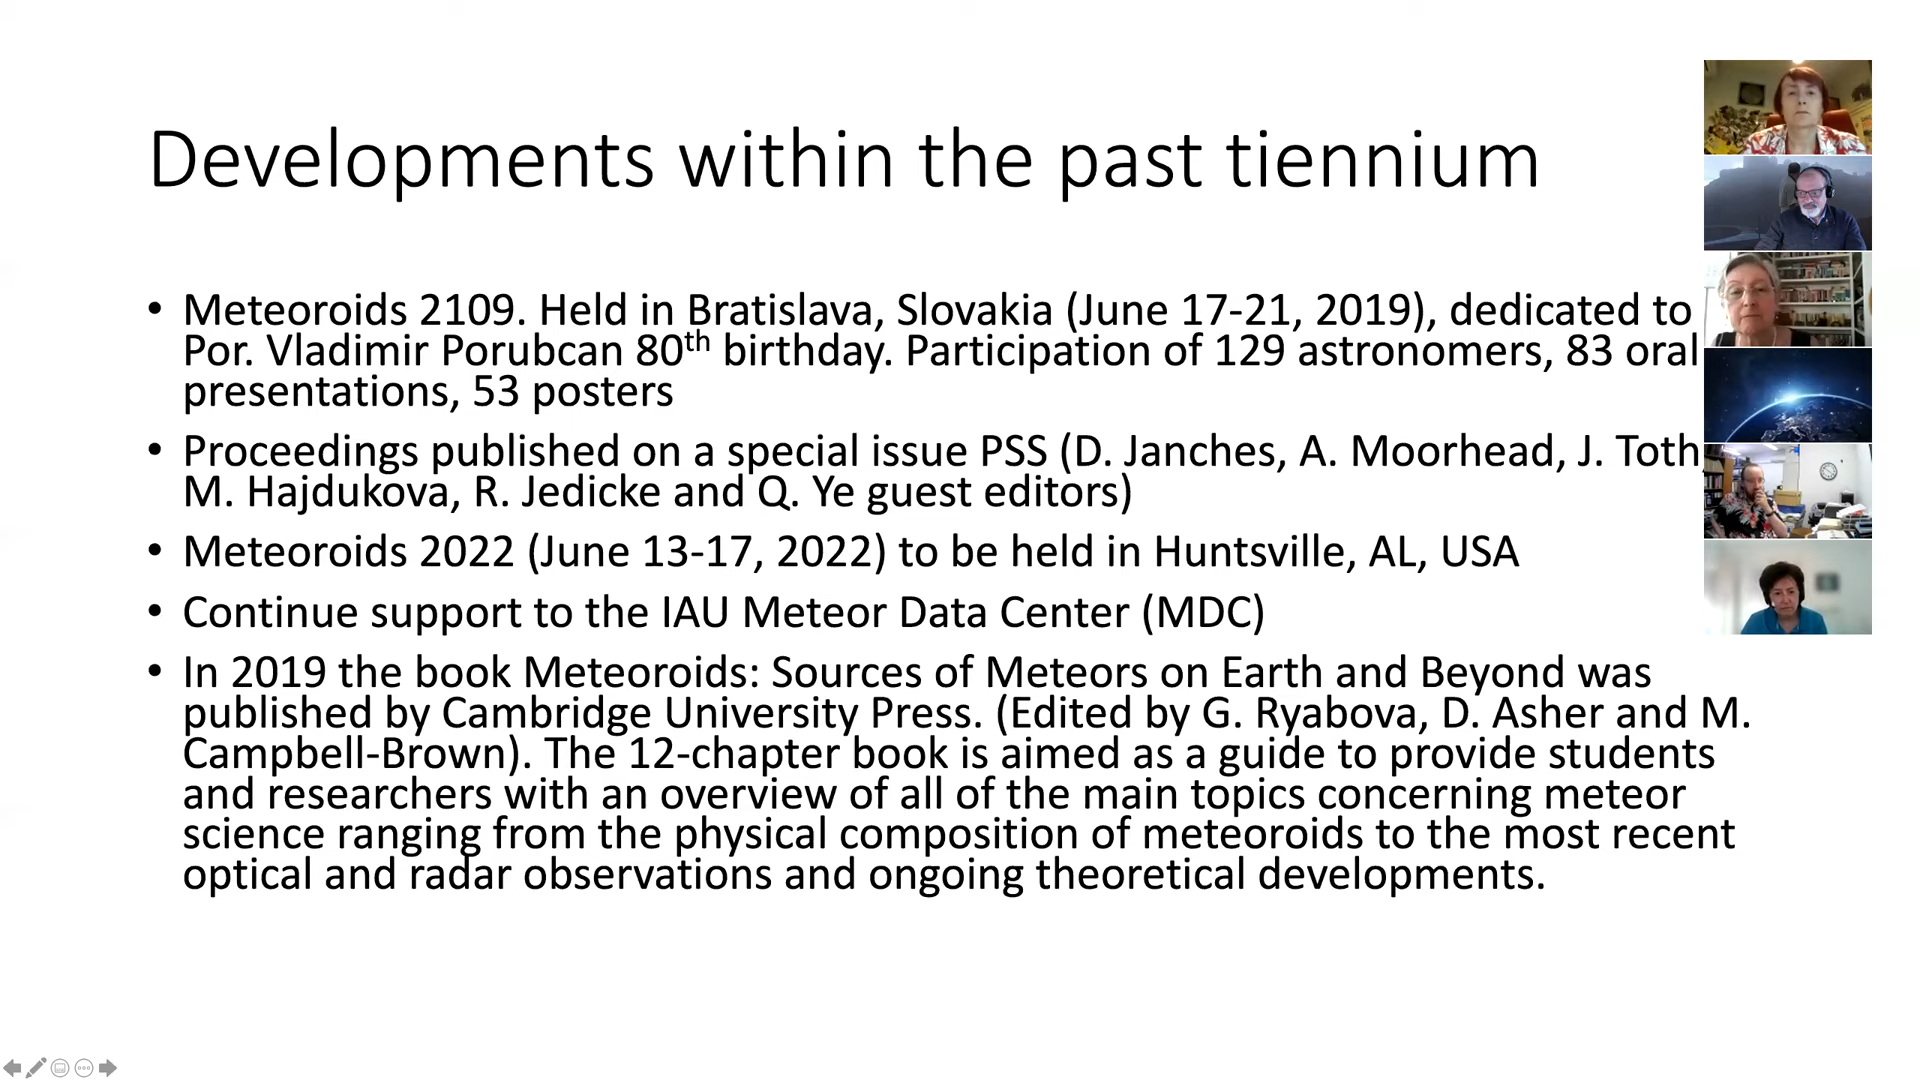 Developments within the past tiennium
• Meteoroids 2109. Held in Bratislava, Slovakia (June 17-21, 2019), dedicated to
Por. Vladimir Porubcan 80th birthday. Participation of 129 astronomers, 83 oral
presentations, 53 posters
• Proceedings published on a special issue PSS (D. Janches, A. Moorhead, J. Toth
M. Hajdukova, R. Jedicke and Q. Ye guest editors)
• Meteoroids 2022 (June 13-17, 2022) to be held in Huntsville, AL, USA
• Continue support to the IAU Meteor Data Center (MDC)
• In 2019 the book Meteoroids: Sources of Meteors on Earth and Beyond was
published by Cambridge University Press. (Edited by G. Ryabova, D. Asher and M.
Campbell-Brown). The 12-chapter book is aimed as a guide to provide students
and researchers with an overview of all of the main topics concerning meteor
science ranging from the physical composition of meteoroids to the most recent
optical and radar observations and ongoing theoretical developments.